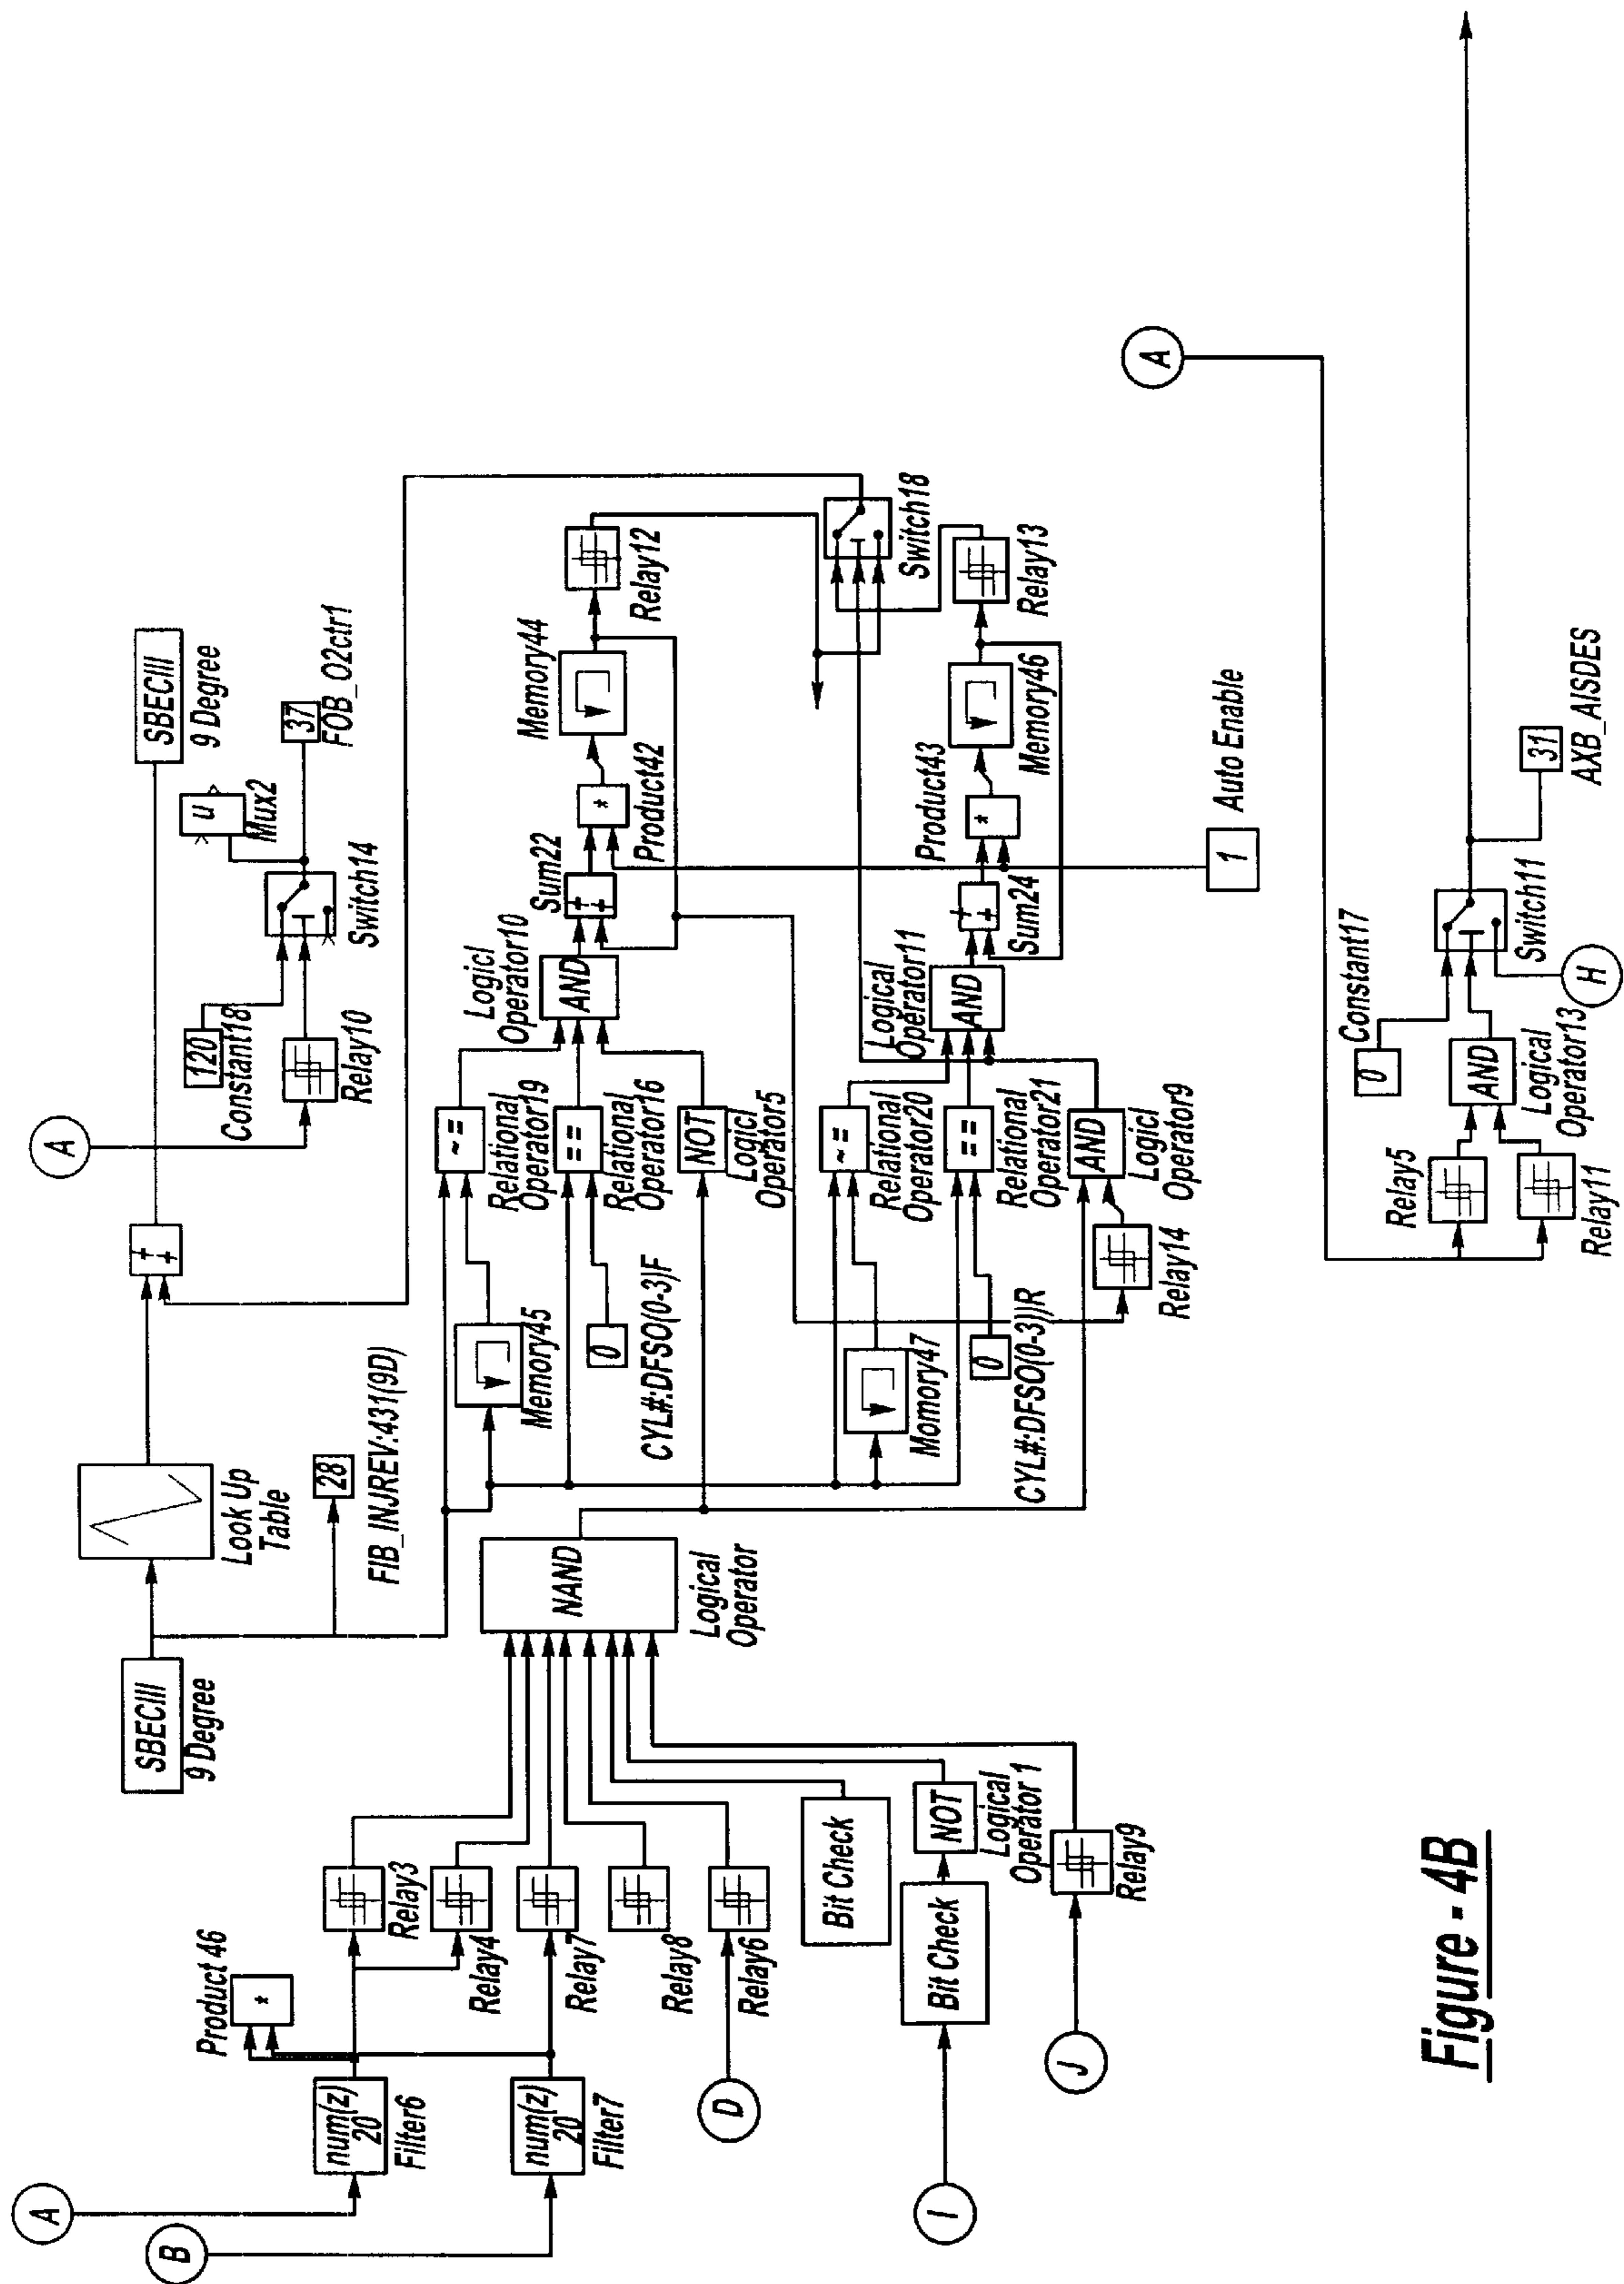 A
B
num(z)
20
Filter6
num(z)
20
Filter7
Product 46
*
Relay3
Relay4
Relay7
Relay8
Relay6
D
I
J
Bit Check
Bit Check
NOT
Logical
Operator 1
Relay9
SBECIII
9 Degree
Look Up
Table
28
FIB_INJREV:431(9D)
NAND
Logical
Operator
Memory45
0
CYL#:DFSO(0-3)F
Momory47
0
CYL#:DFSO(0-3))R
A
120
Constant18
Relay10
Switch14
u
Mux2
37
FOB_O2ctr1
SBECIII
9 Degree
~=
Relational
Operator19
==
Relational
Operator16
NOT
Logicl
Operator5
~=
Relational
Operator20
==
Relational
Operator21
AND
Logicl
Operator9
Relay14
Logicl
Operator10
AND
Sum22
*
Product42
Memory44
Relay12
Logical
Operator11
AND
Sum24
Product43
*
Memory46
Relay13
Switch18
1
Auto Enable
A
Relay5
Relay11
0
Constant17
AND
Logical
Operator13
H
Switch11
31
AXB_AISDES
Figure - 4B